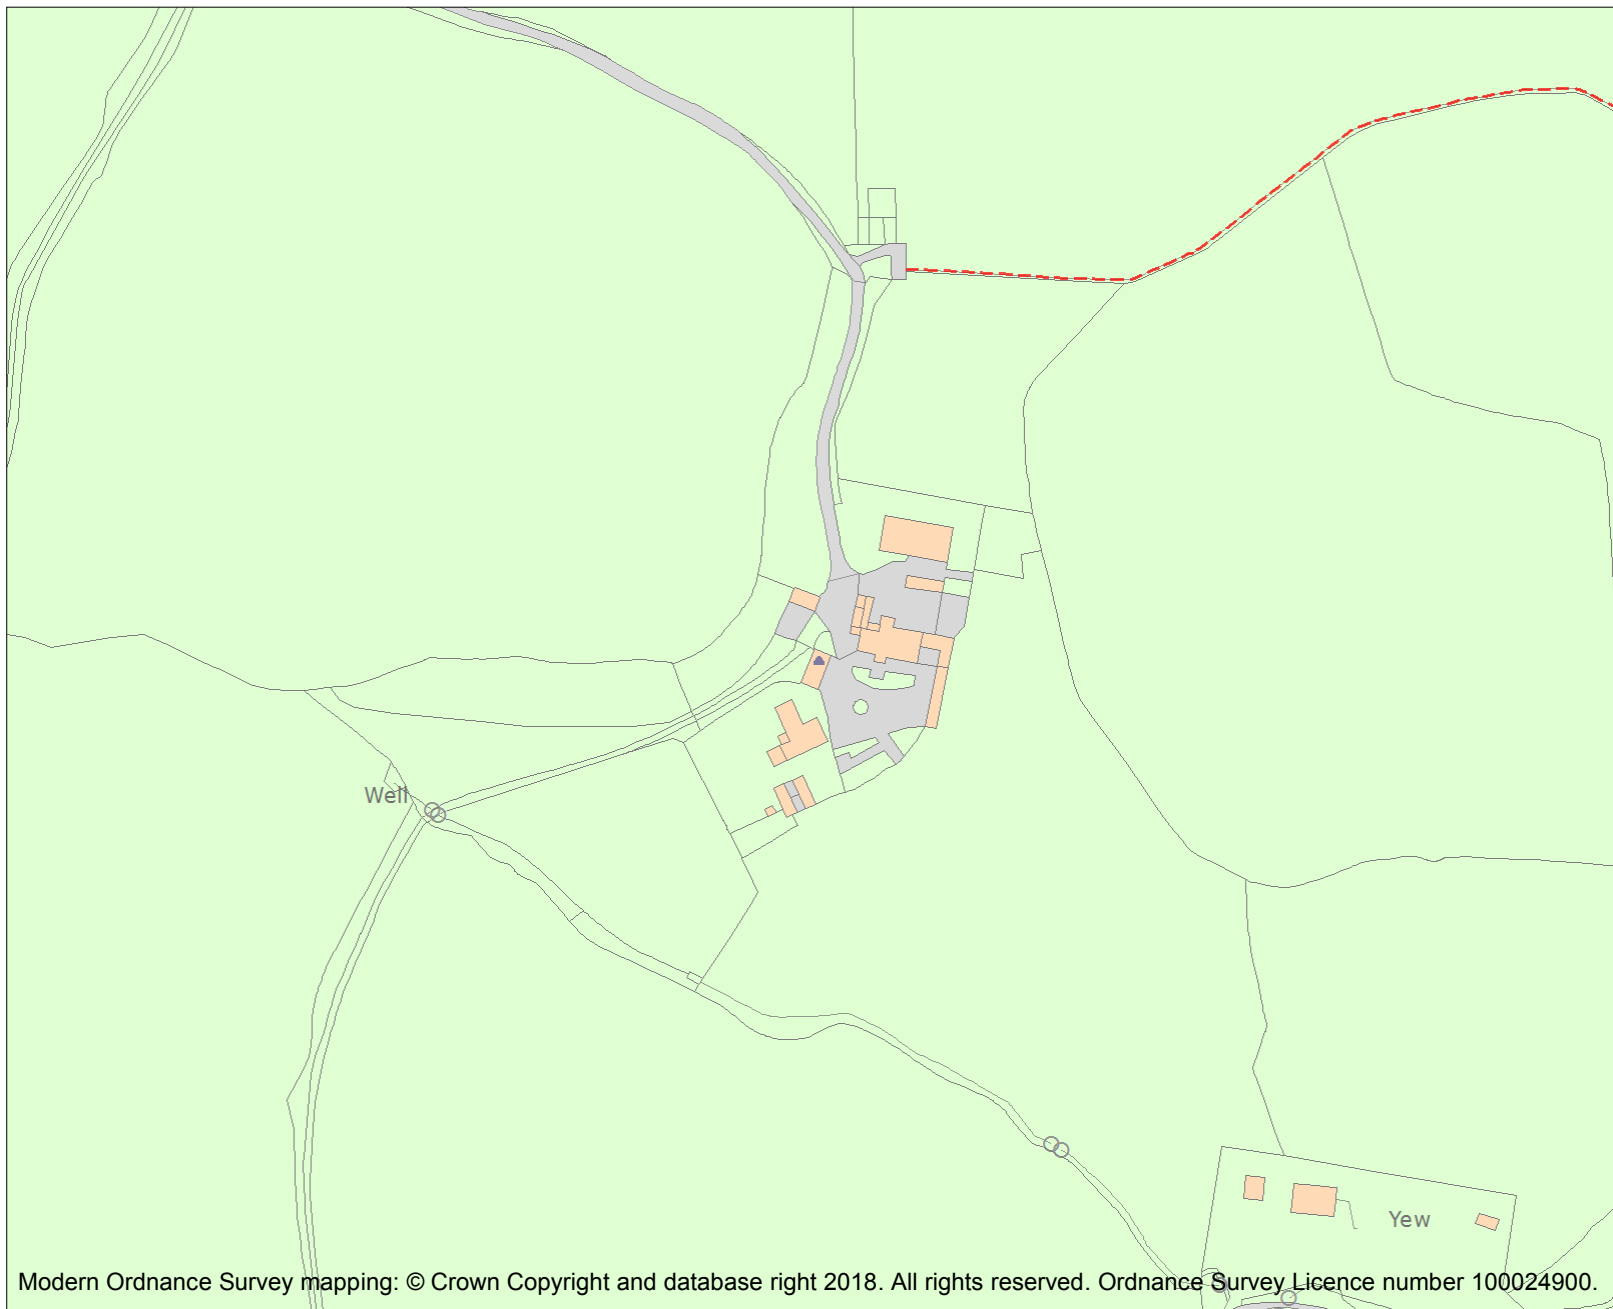 Well
Yew
Modern Ordnance Survey mapping: © Crown Copyright and database right 2018. All rights reserved. Ordnance Survey Licence number 100024900.